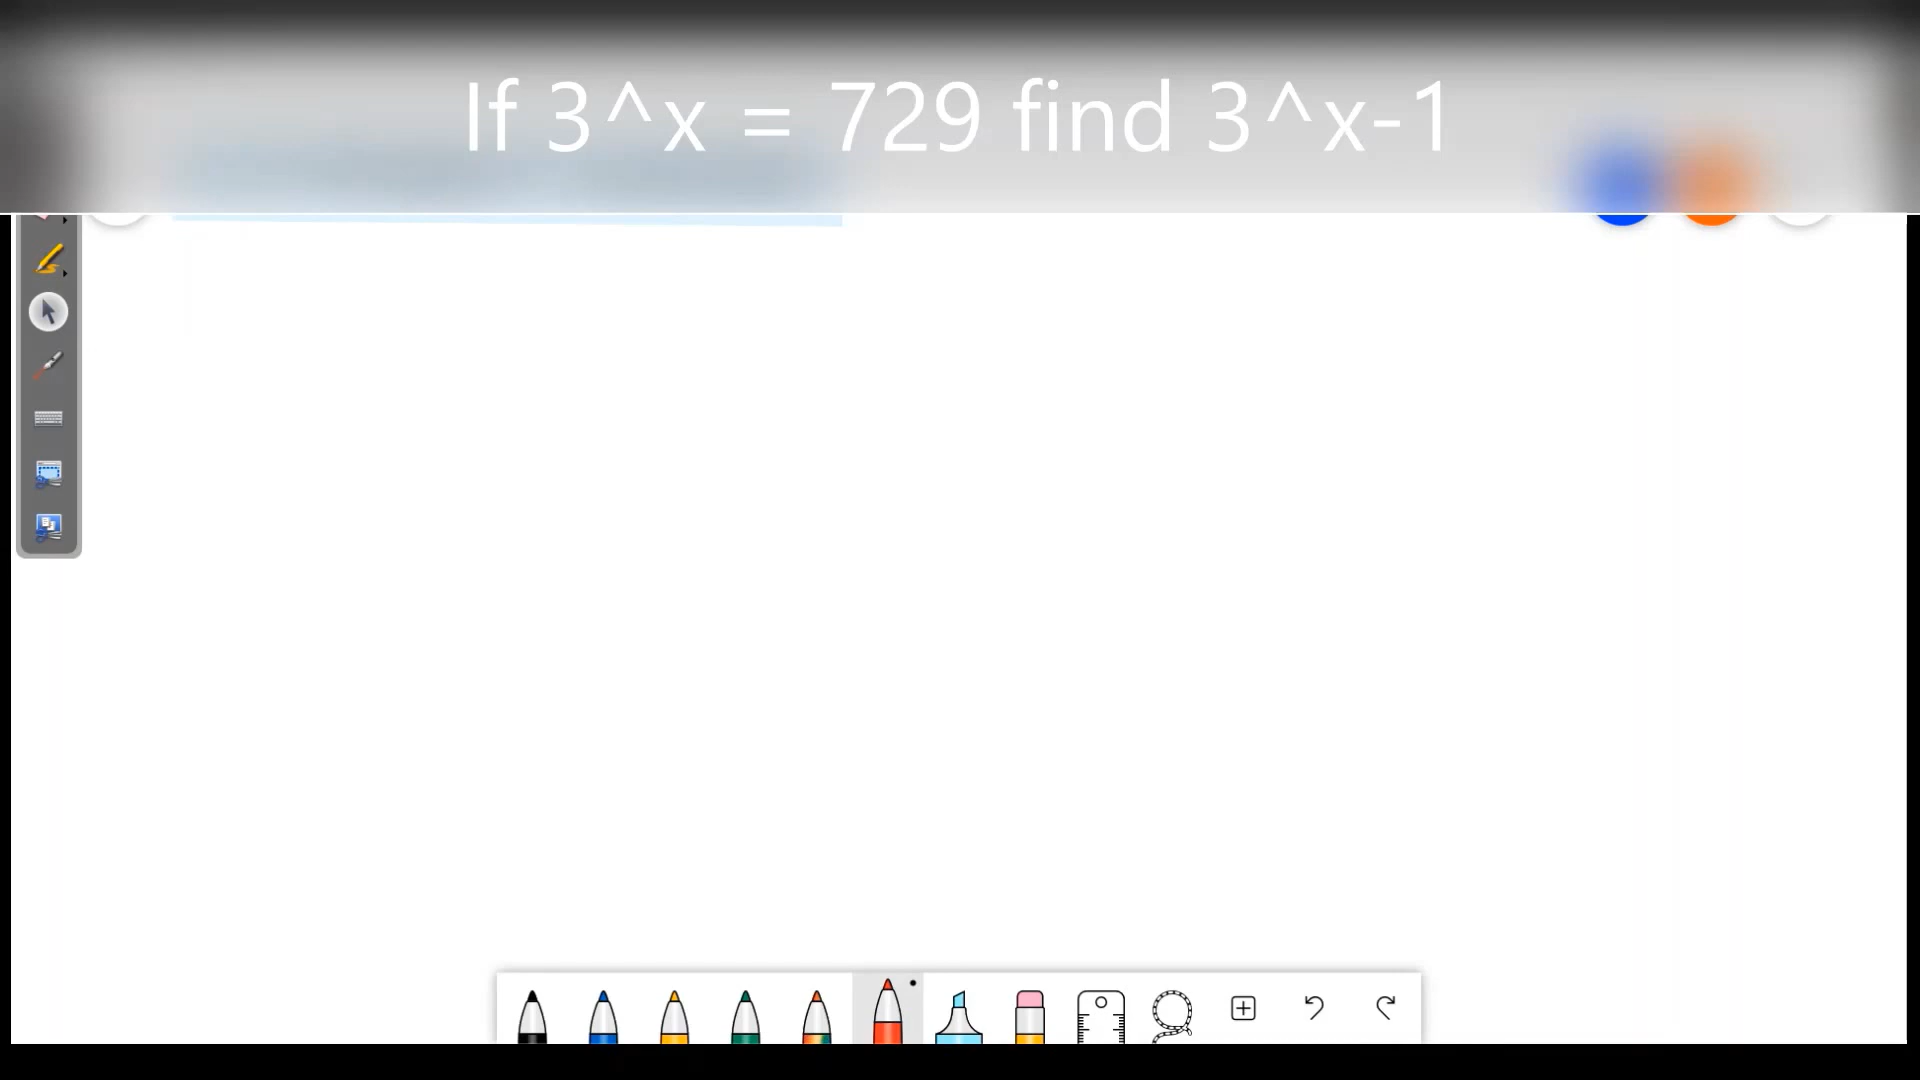 If 3^x = 729 find 3^x-1